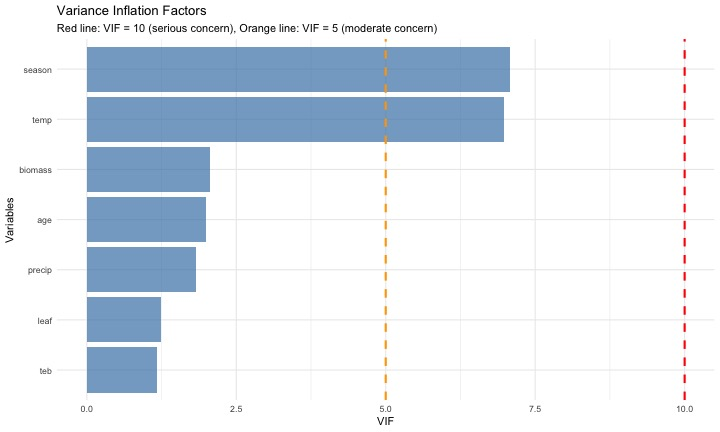 Variance Inflation Factors
Red line: VIF = 10 (serious concern), Orange line: VIF = 5 (moderate concern)
Variables
season
temp
biomass
age
precip
leaf
teb
0.0 2.5 5.0 7.5 10.0
VIF